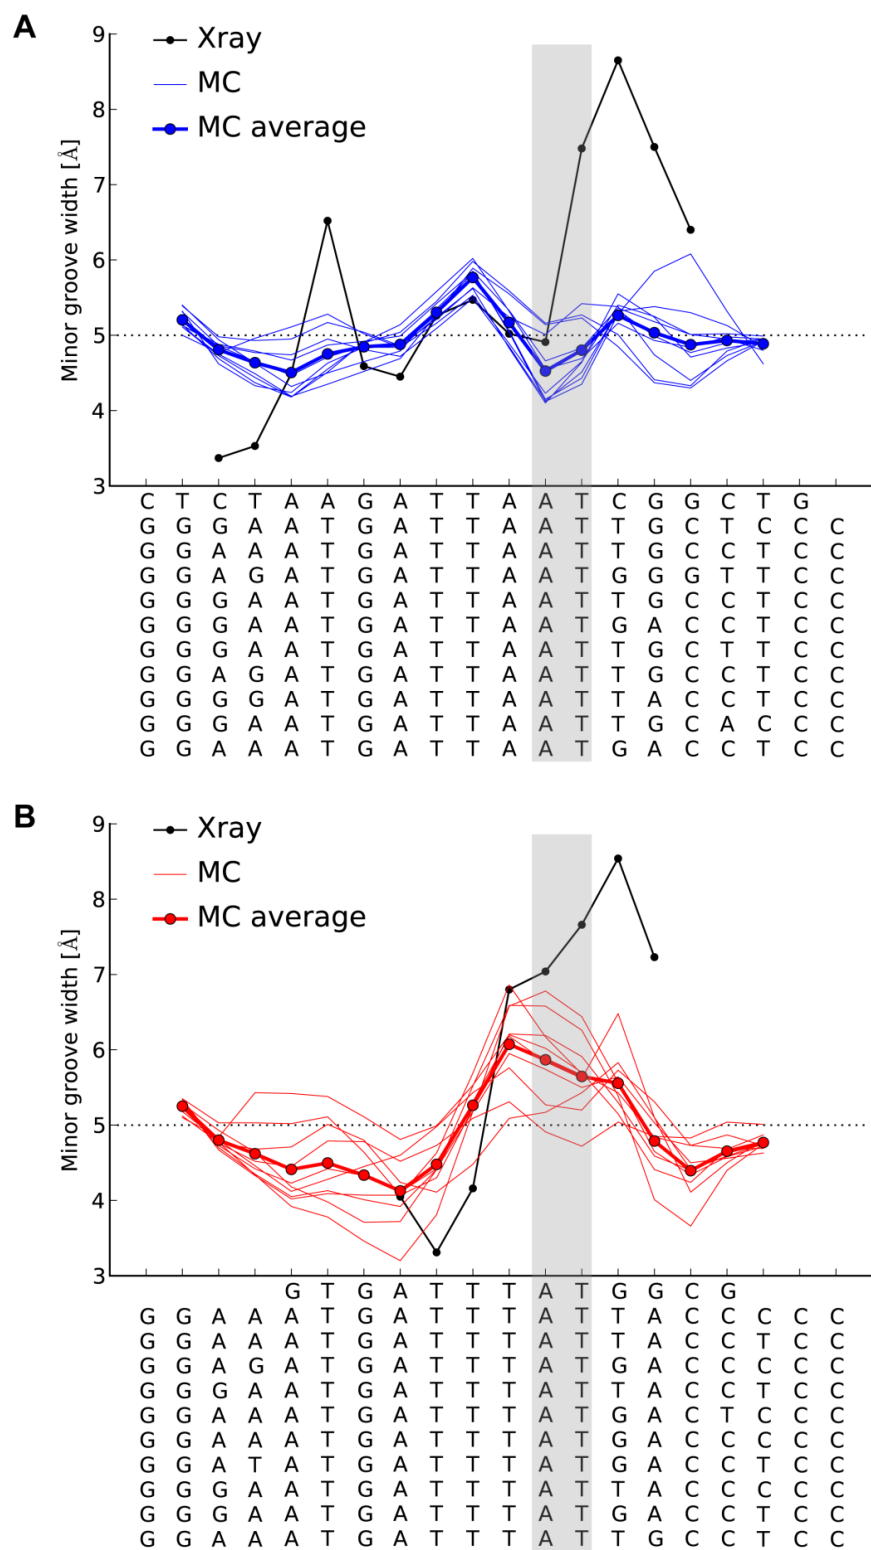 A
9
8
7
6
5
4
3
Minor groove width [Å]
Xray
MC
MC average
C T C T A A G A T T A A T C G G C T G
G G G A A T G A T T A A T T G C T C C C
G G A A A T G A T T A A T T G C C T C C
G G A G A T G A T T A A T G G G T T C C
G G G A A T G A T T A A T T G C C T C C
G G G A A T G A T T A A T G A C C T C C
G G G A A T G A T T A A T T G C T T C C
G G A G A T G A T T A A T T G C C T C C
G G G G A T G A T T A A T T A C C T C C
G G G A A T G A T T A A T T G C A C C C
G G A A A T G A T T A A T G A C C T C C
B
9
8
7
6
5
4
3
Minor groove width [Å]
Xray
MC
MC average
G T G A T T T A T G G C G
G G A A A T G A T T T A T T A C C C C C
G G A A A T G A T T T A T T A C C T C C
G G A G A T G A T T T A T G A C C C C C
G G G A A T G A T T T A T T A C C T C C
G G A A A T G A T T T A T G A C T C C C
G G A A A T G A T T T A T G A C C C C C
G G A T A T G A T T T A T G A C C T C C
G G G A A T G A T T T A T T A C C C C C
G G G A A T G A T T T A T G A C C T C C
G G A A A T G A T T T A T T G C C T C C